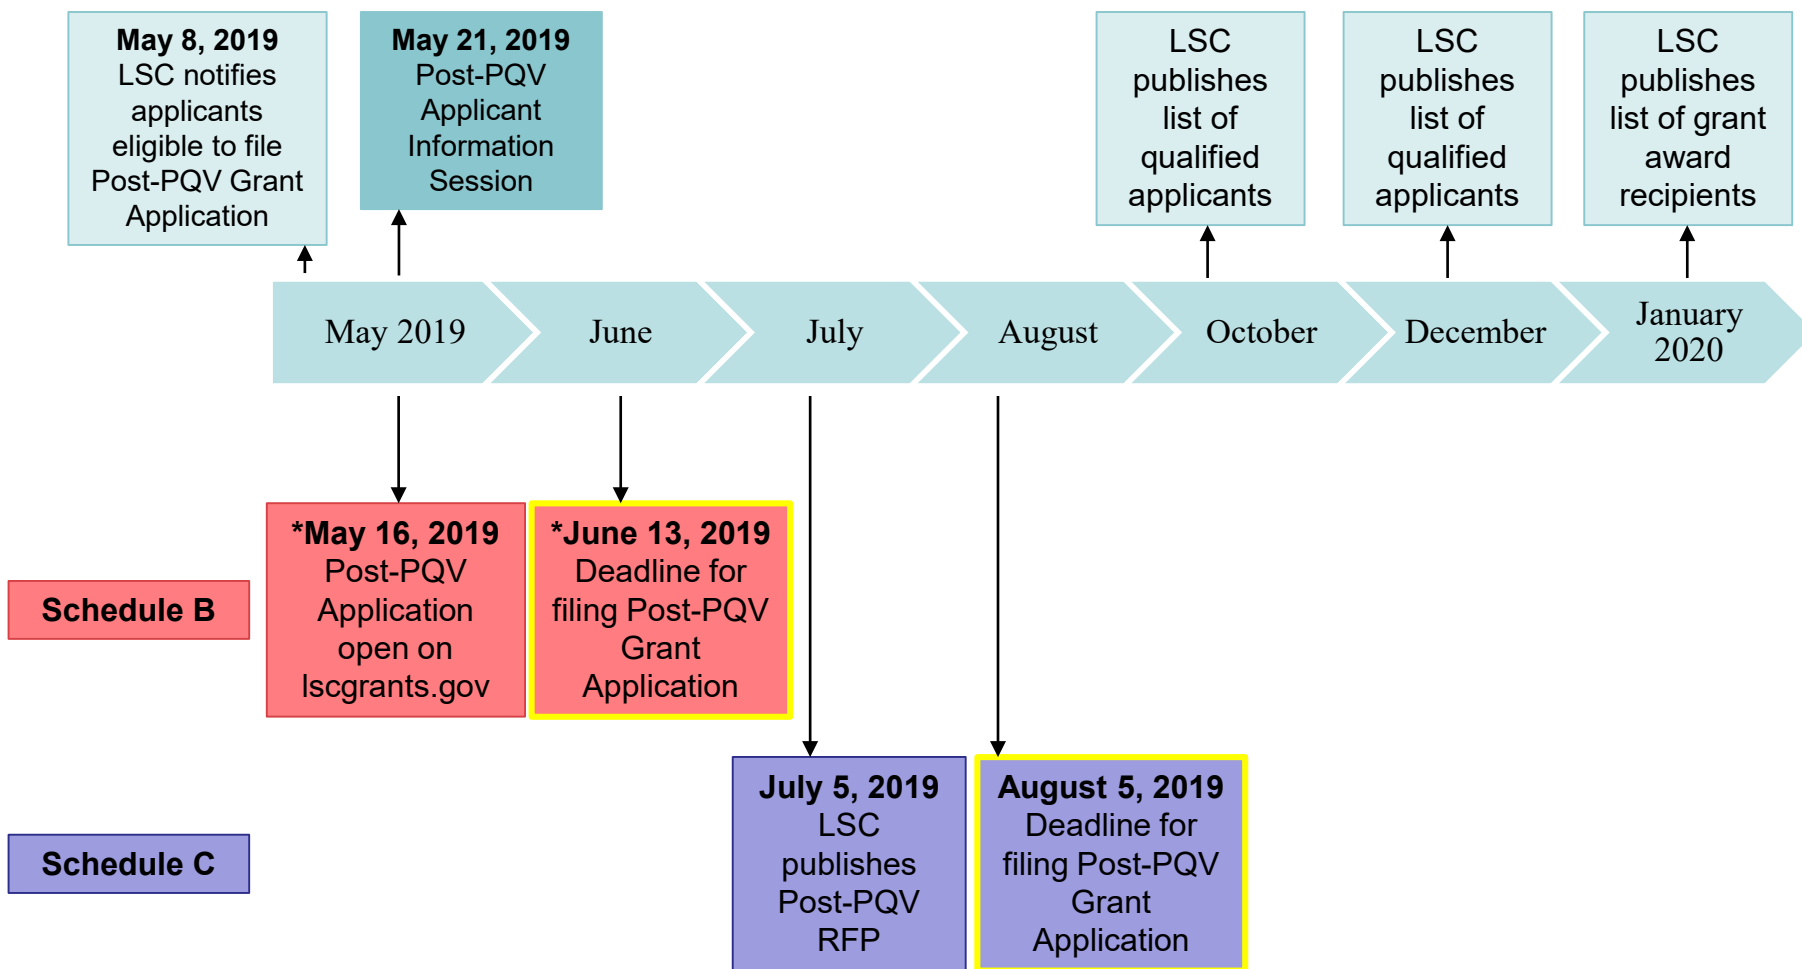 May 8, 2019
LSC notifies
applicants
eligible to file
Post-PQV Grant
Application
May 21, 2019
Post-PQV
Applicant
Information
Session
LSC
publishes
list of
qualified
applicants
LSC
publishes
list of
qualified
applicants
LSC
publishes
list of grant
award
recipients
May 2019
June
July
August
October
December
January
2020
Schedule B
*May 16, 2019
Post-PQV
Application
open on
lscgrants.gov
*June 13, 2019
Deadline for
filing Post-PQV
Grant
Application
Schedule C
July 5, 2019
LSC
publishes
Post-PQV
RFP
August 5, 2019
Deadline for
filing Post-PQV
Grant
Application